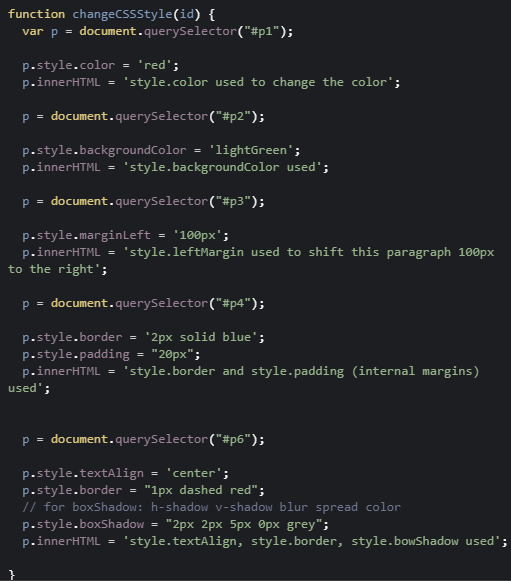 function changeCSSStyle(id) {
  var p = document.querySelector("#p1");
  p.style.color = 'red';
  p.innerHTML = 'style.color used to change the color';
  p = document.querySelector("#p2");
  p.style.backgroundColor = 'lightGreen';
  p.innerHTML = 'style.backgroundColor used';
  p = document.querySelector("#p3");
  p.style.marginLeft = '100px';
  p.innerHTML = 'style.leftMargin used to shift this paragraph 100px
to the right';
  p = document.querySelector("#p4");
  p.style.border = '2px solid blue';
  p.style.padding = "20px";
  p.innerHTML = 'style.border and style.padding (internal margins)
used';
  p = document.querySelector("#p6");
  p.style.textAlign = 'center';
  p.style.border = "1px dashed red";
  // for boxShadow: h-shadow v-shadow blur spread color
  p.style.boxShadow = "2px 2px 5px 0px grey";
  p.innerHTML = 'style.textAlign, style.border, style.bowShadow used';
}